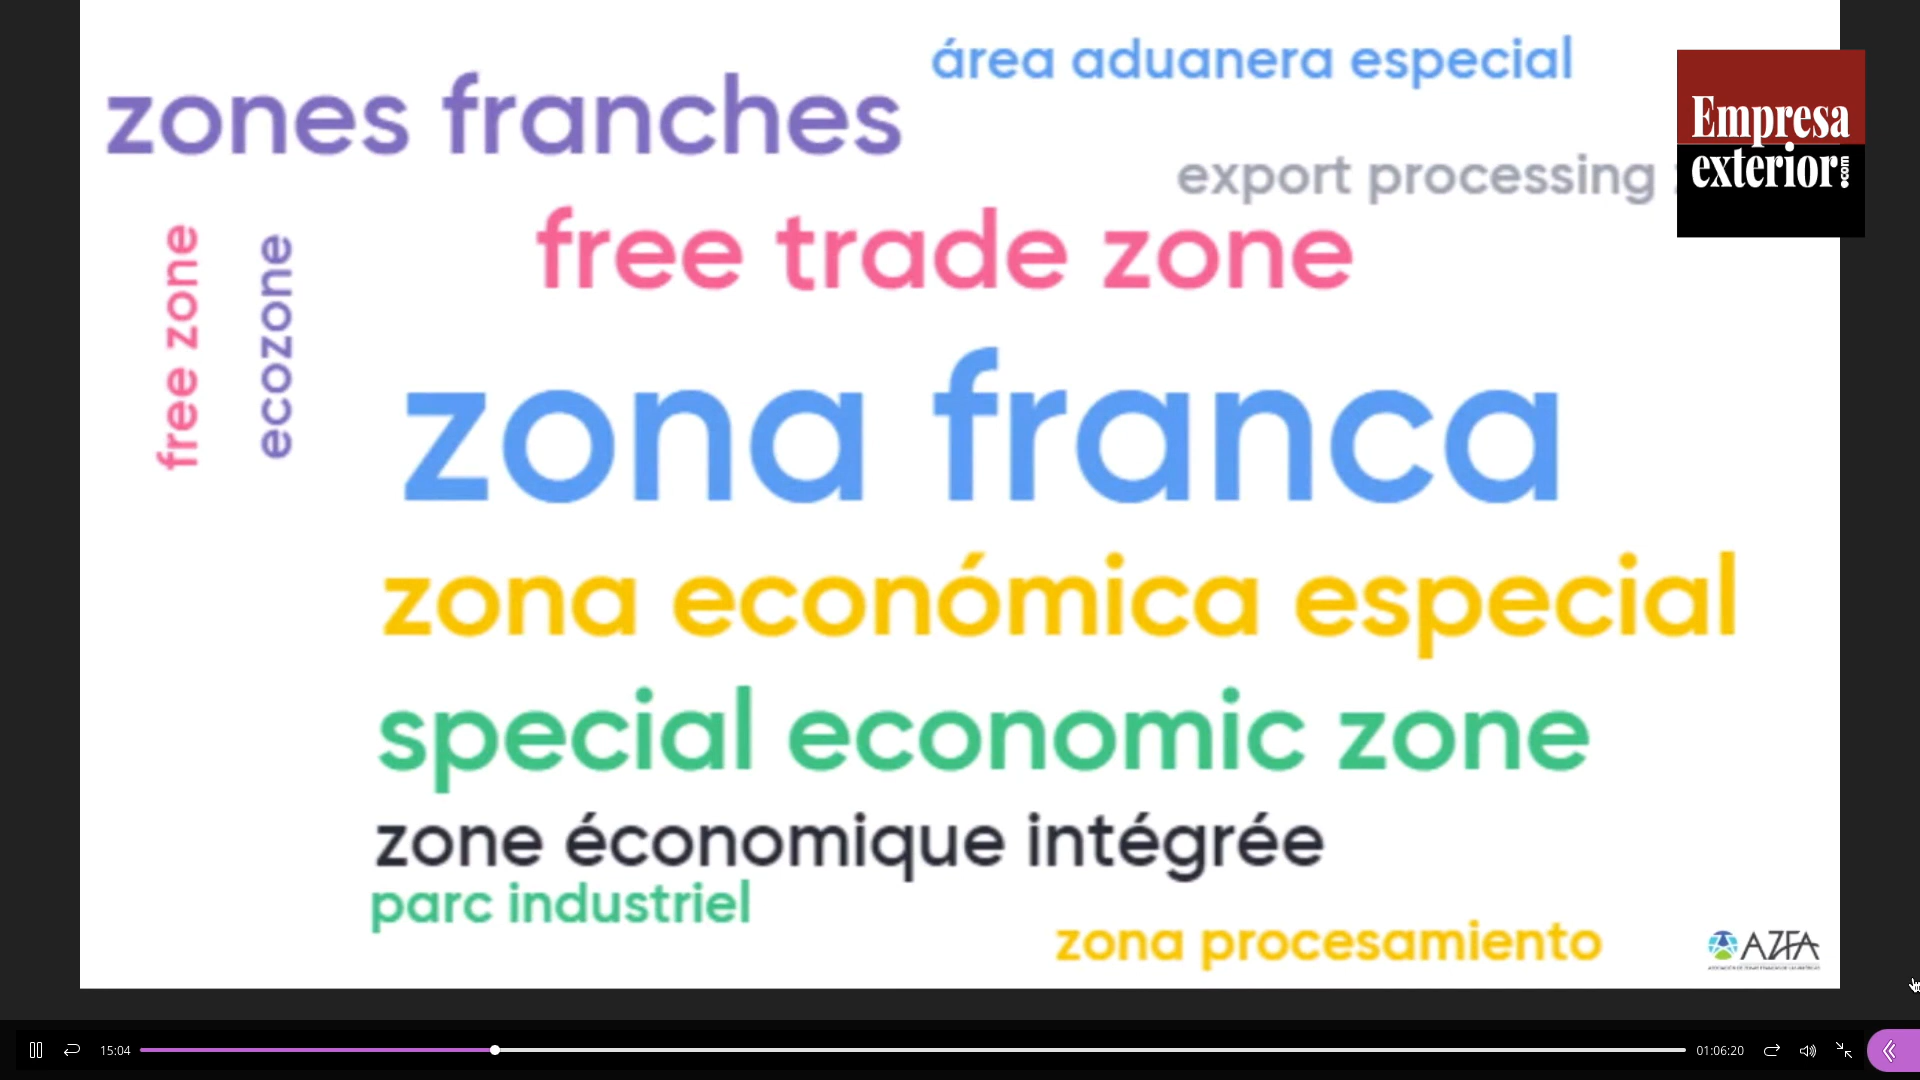 área aduanera especial
zones franches
export processing
free trade zone
free zone
ecozone
zona franca
zona económica especial
special economic zone
zone économique intégrée
parc industriel
zona procesamiento
Empresa
exterior.com
AZFA
15:04
01:06:20